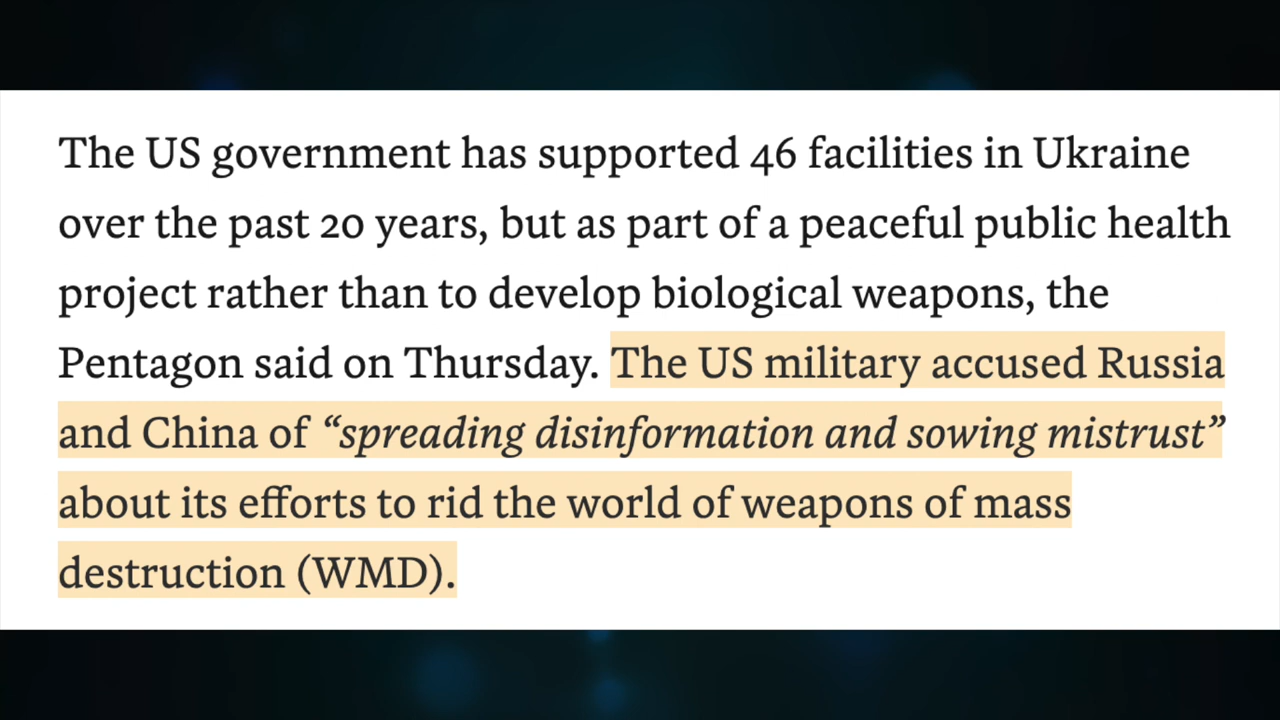 The US government has supported 46 facilities in Ukraine
over the past 20 years, but as part of a peaceful public health
project rather than to develop biological weapons, the
Pentagon said on Thursday. The US military accused Russia
and China of “spreading disinformation and sowing mistrust”
about its efforts to rid the world of weapons of mass
destruction (WMD).